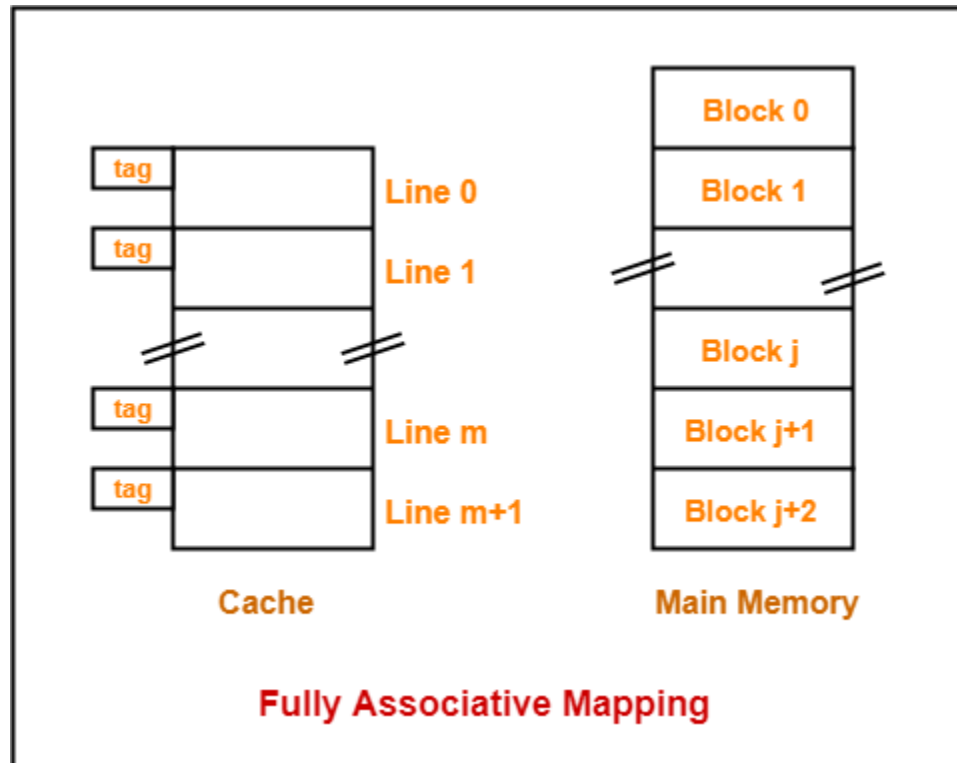 tag
Line 0
tag
Line 1
tag
Line m
tag
Line m+1
Cache
Block 0
Block 1
Block j
Block j+1
Block j+2
Main Memory
Fully Associative Mapping